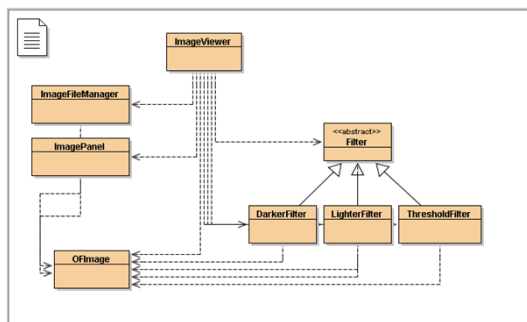 ImageViewer
ImageFileManager
<<abstract>>
Filter
ImagePanel
DarkerFilter
LighterFilter
ThresholdFilter
OFImage